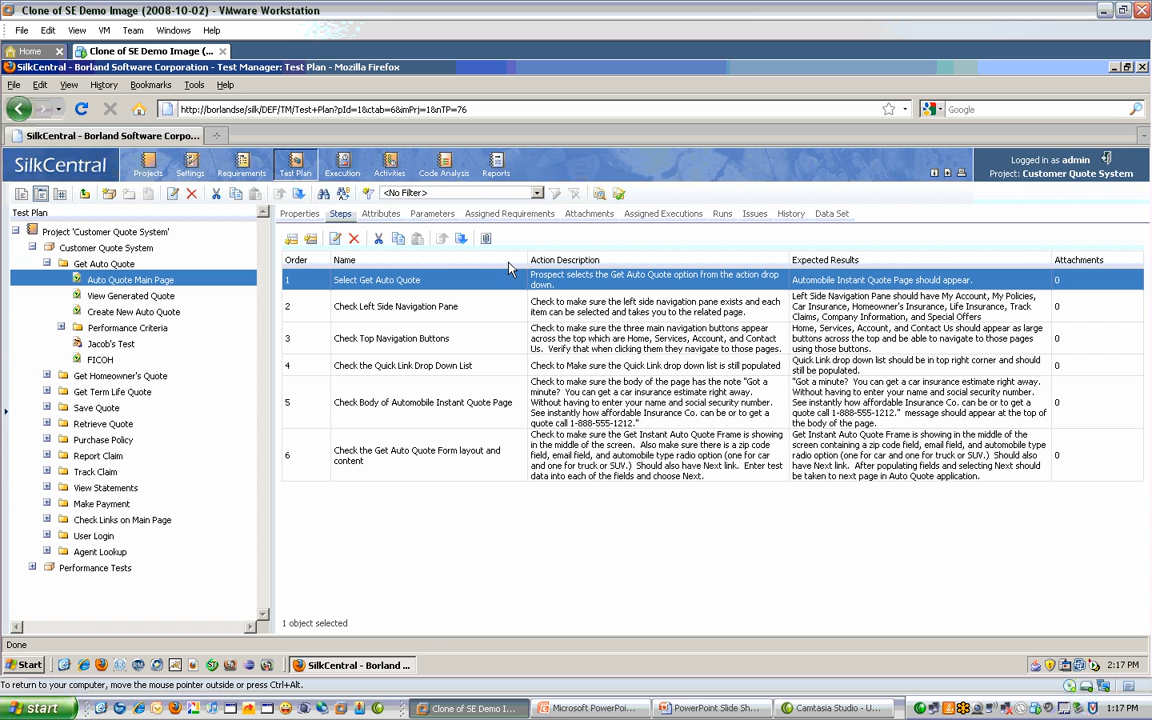 Clone of SE Demo Image (2008-10-02) - VMware Workstation
File Edit View VM Team Windows Help
Home Clone of SE Demo Image (...
SilkCentral - Borland Software Corporation - Test Manager: Test Plan - Mozilla Firefox
File Edit View History Bookmarks Tools Help
http://borlandse/silk/DEF/TM/Test+Plan?pId=1&ctab=6&imPrj=1&nTP=76
Google
SilkCentral - Borland Software Corpo...
SilkCentral
Projects Settings Requirements Test Plan Execution Activities Code Analysis Reports
Logged in as admin
Project: Customer Quote System
<No Filter>
Test Plan
Project 'Customer Quote System'
Customer Quote System
Get Auto Quote
Auto Quote Main Page
View Generated Quote
Create New Auto Quote
Performance Criteria
Jacob's Test
FICOH
Get Homeowner's Quote
Get Term Life Quote
Save Quote
Retrieve Quote
Purchase Policy
Report Claim
Track Claim
View Statements
Make Payment
Check Links on Main Page
User Login
Agent Lookup
Performance Tests
Properties Steps Attributes Parameters Assigned Requirements Attachments Assigned Executions Runs Issues History Data Set
Order Name Action Description Expected Results Attachments
1 Select Get Auto Quote
Prospect selects the Get Auto Quote option from the action drop
down.
Automobile Instant Quote Page should appear.
0
2 Check Left Side Navigation Pane
Check to make sure the left side navigation pane exists and each
item can be selected and takes you to the related page.
Left Side Navigation Pane should have My Account, My Policies,
Car Insurance, Homeowner's Insurance, Life Insurance, Track
Claims, Company Information, and Special Offers
0
3 Check Top Navigation Buttons
Check to make sure the three main navigation buttons appear
across the top which are Home, Services, Account, and Contact
Us. Verify that when clicking them they navigate to those pages.
Home, Services, Account, and Contact Us should appear as large
buttons across the top and be able to navigate to those pages
using those buttons.
0
4 Check the Quick Link Drop Down List
Check to Make sure the Quick Link drop down list is still populated
Quick Link drop down list should be in top right corner and should
still be populated.
0
5 Check Body of Automobile Instant Quote Page
Check to make sure the body of the page has the note "Got a
minute? You can get a car insurance estimate right away.
Without having to enter your name and social security number.
See instantly how affordable Insurance Co. can be or to get a
quote call 1-888-555-1212."
"Got a minute? You can get a car insurance estimate right away.
Without having to enter your name and social security number.
See instantly how affordable Insurance Co. can be or to get a
quote call 1-888-555-1212." message should appear at the top of
the body of the page.
0
6 Check the Get Auto Quote Form layout and
content
Check to make sure the Get Instant Auto Quote Frame is showing
in the middle of the screen. Also make sure there is a zip code
field, email field, and automobile type radio option (one for car
and one for truck or SUV.) Should also have Next link. Enter test
data into each of the fields and choose Next.
Get Instant Auto Quote Frame is showing in the middle of the
screen containing a zip code field, email field, and automobile type
radio option (one for car and one for truck or SUV.) Should also
have Next link. After populating fields and selecting Next should
be taken to next page in Auto Quote application.
0
1 object selected
Done
Start SilkCentral - Borland ... 2:17 PM
To return to your computer, move the mouse pointer outside or press Ctrl+Alt.
start Clone of SE Demo I... Microsoft PowerPoi... PowerPoint Slide Sh... Camtasia Studio - U... 1:17 PM